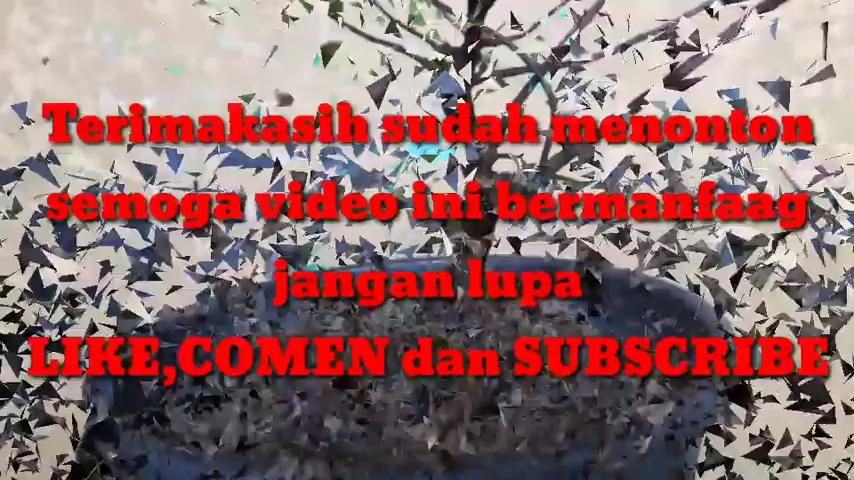 Terimakasih sudah menonton
semoga video ini bermanfaag
jangan lupa
LIKE,COMEN dan SUBSCRIBE